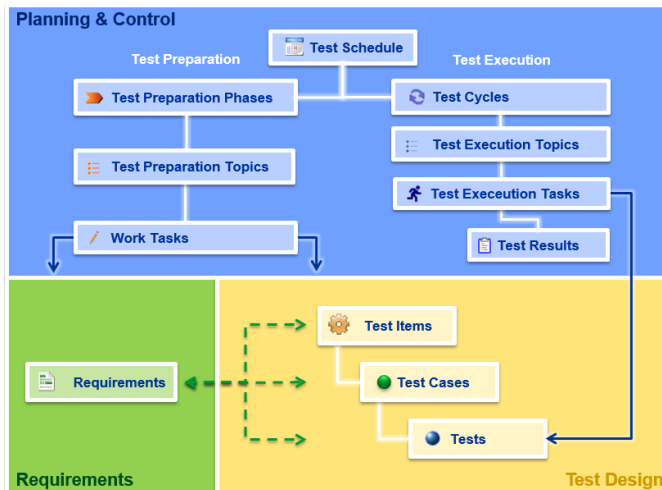 Planning & Control
Test Schedule
Test Preparation
Test Execution
Test Preparation Phases
Test Cycles
Test Preparation Topics
Test Execution Topics
Test Exeecution Tasks
Work Tasks
Test Results
Test Items
Requirements
Test Cases
Tests
Requirements
Test Design